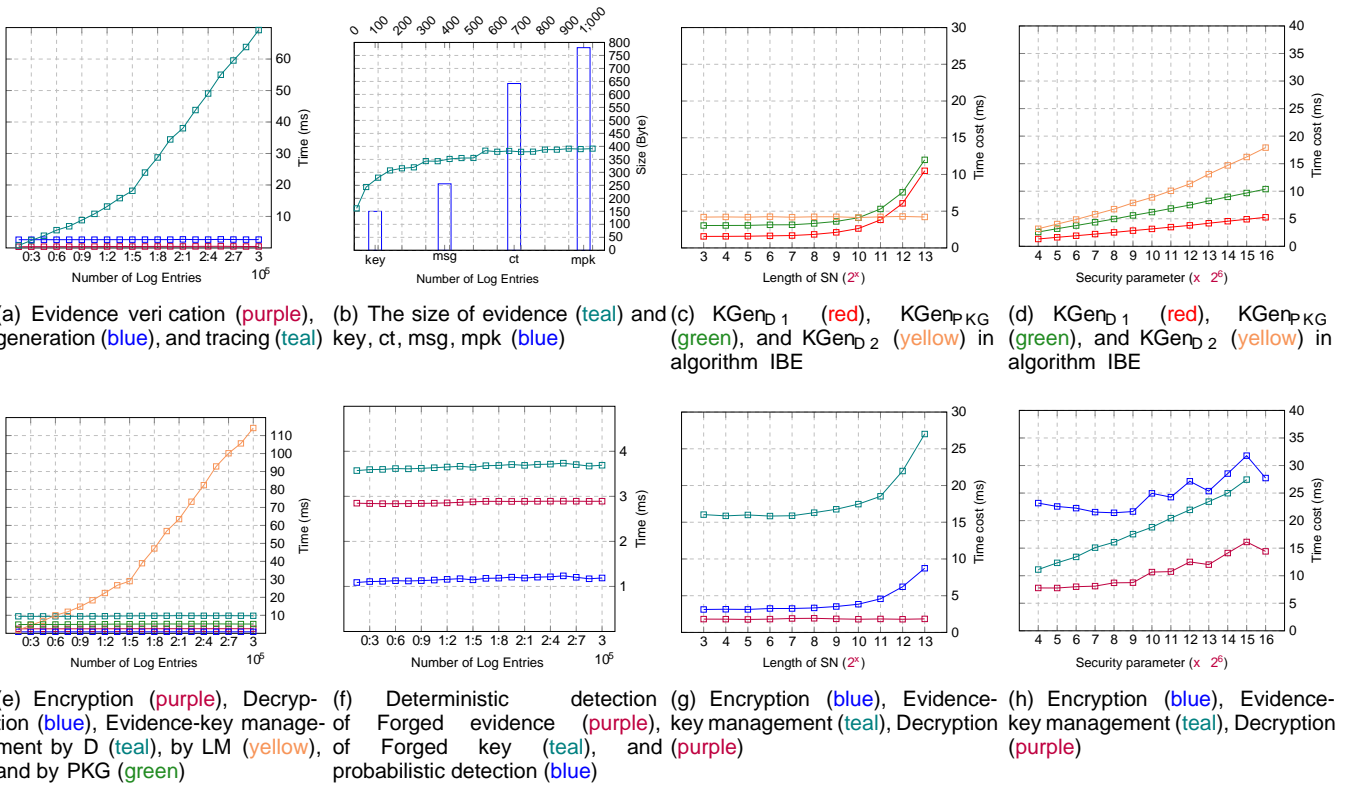 10 20 30 40 50 60
Time (ms)
0:3 0:6 0:9 1:2 1:5 1:8 2:1 2:4 2:7 3
Number of Log Entries
10⁵
(a) Evidence veri cation (purple),
generation (blue), and tracing (teal)
0 100 200 300 400 500 600 700 800 900 1,000
0 50 100 150 200 250 300 350 400 450 500 550 600 650 700 750 800
Size (Byte)
key msg ct mpk
Number of Log Entries
(b) The size of evidence (teal) and
key, ct, msg, mpk (blue)
0 5 10 15 20 25 30
Time cost (ms)
3 4 5 6 7 8 9 10 11 12 13
Length of SN (2ˣ)
(c) KGen_D 1 (red), KGen_PKG
(green), and KGen_D 2 (yellow) in
algorithm IBE
0 5 10 15 20 25 30 35 40
Time cost (ms)
4 5 6 7 8 9 10 11 12 13 14 15 16
Security parameter (x 2⁶)
(d) KGen_D 1 (red), KGen_PKG
(green), and KGen_D 2 (yellow) in
algorithm IBE
10 20 30 40 50 60 70 80 90 100 110
Time (ms)
0:3 0:6 0:9 1:2 1:5 1:8 2:1 2:4 2:7 3
Number of Log Entries
10⁵
(e) Encryption (purple), Decryp-
tion (blue), Evidence-key manage-
ment by D (teal), by LM (yellow),
and by PKG (green)
1 2 3 4
Time (ms)
0:3 0:6 0:9 1:2 1:5 1:8 2:1 2:4 2:7 3
Number of Log Entries
10⁵
(f) Deterministic detection
of Forged evidence (purple),
of Forged key (teal), and
probabilistic detection (blue)
0 5 10 15 20 25 30
Time cost (ms)
3 4 5 6 7 8 9 10 11 12 13
Length of SN (2ˣ)
(g) Encryption (blue), Evidence-
key management (teal), Decryption
(purple)
0 5 10 15 20 25 30 35 40
Time cost (ms)
4 5 6 7 8 9 10 11 12 13 14 15 16
Security parameter (x 2⁶)
(h) Encryption (blue), Evidence-
key management (teal), Decryption
(purple)